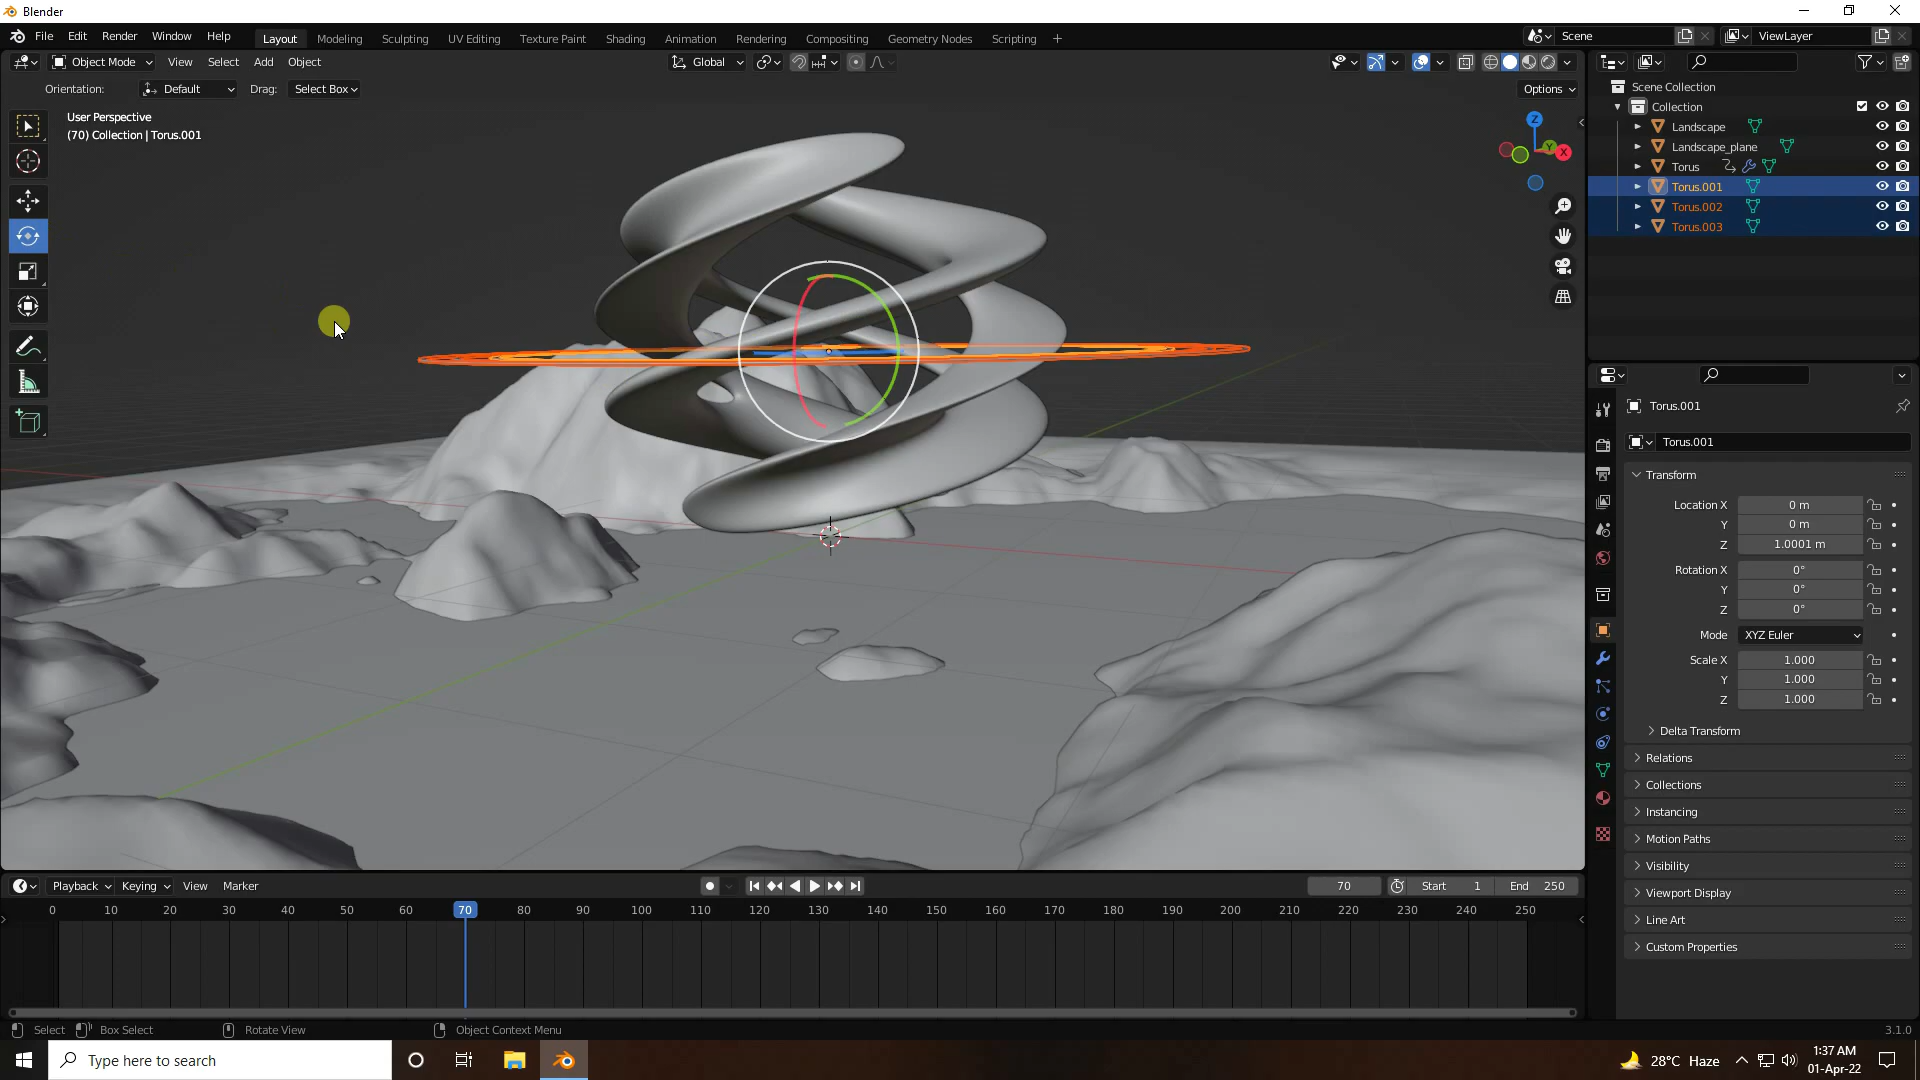 Blender
File Edit Render Window Help
Layout Modeling Sculpting UV Editing Texture Paint Shading Animation Rendering Compositing Geometry Nodes Scripting +
Scene
ViewLayer
Object Mode View Select Add Object
Global
Orientation: Default Drag: Select Box
Options
User Perspective
(70) Collection | Torus.001
Z
Y
X
Scene Collection
Collection
Landscape
Landscape_plane
Torus
Torus.001
Torus.002
Torus.003
Torus.001
Torus.001
Transform
Location X 0 m
Y 0 m
Z 1.0001 m
Rotation X 0°
Y 0°
Z 0°
Mode XYZ Euler
Scale X 1.000
Y 1.000
Z 1.000
Delta Transform
Relations
Collections
Instancing
Motion Paths
Visibility
Viewport Display
Line Art
Custom Properties
Playback Keying View Marker
70 Start 1 End 250
0 10 20 30 40 50 60 70 80 90 100 110 120 130 140 150 160 170 180 190 200 210 220 230 240 250
Select Box Select Rotate View Object Context Menu
3.1.0
Type here to search
28°C Haze
1:37 AM
01-Apr-22